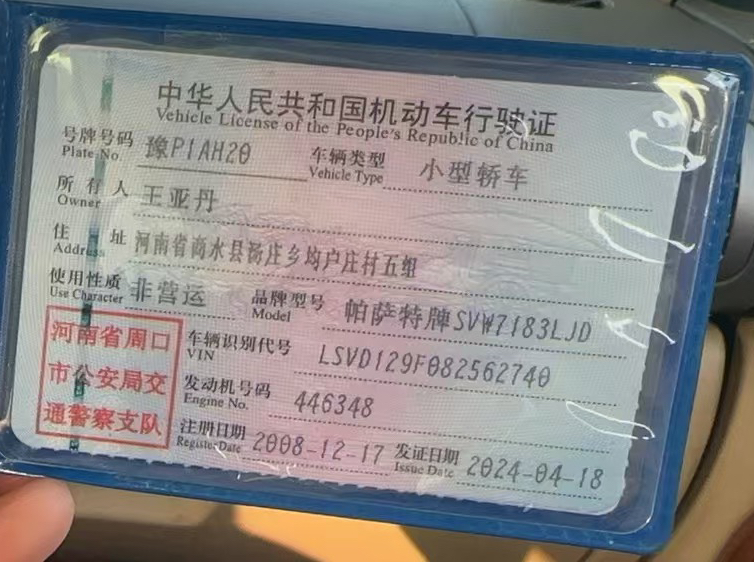 中华人民共和国机动车行驶证
Vehicle License of the People's Republic of China
号牌号码 豫P1AH20 车辆类型 小型轿车
Plate No. Vehicle Type
所有人 王亚丹
Owner
住址 河南省商水县汤庄乡均户庄村五组
Address
使用性质 非营运 品牌型号 帕萨特牌SVW7183LJD
Use Character Model
河南省周口
市公安局交
通警察支队
车辆识别代号 LSVD129F082562740
VIN
发动机号码 446348
Engine No.
注册日期 2008-12-17 发证日期 2024-04-18
Register Date Issue Date